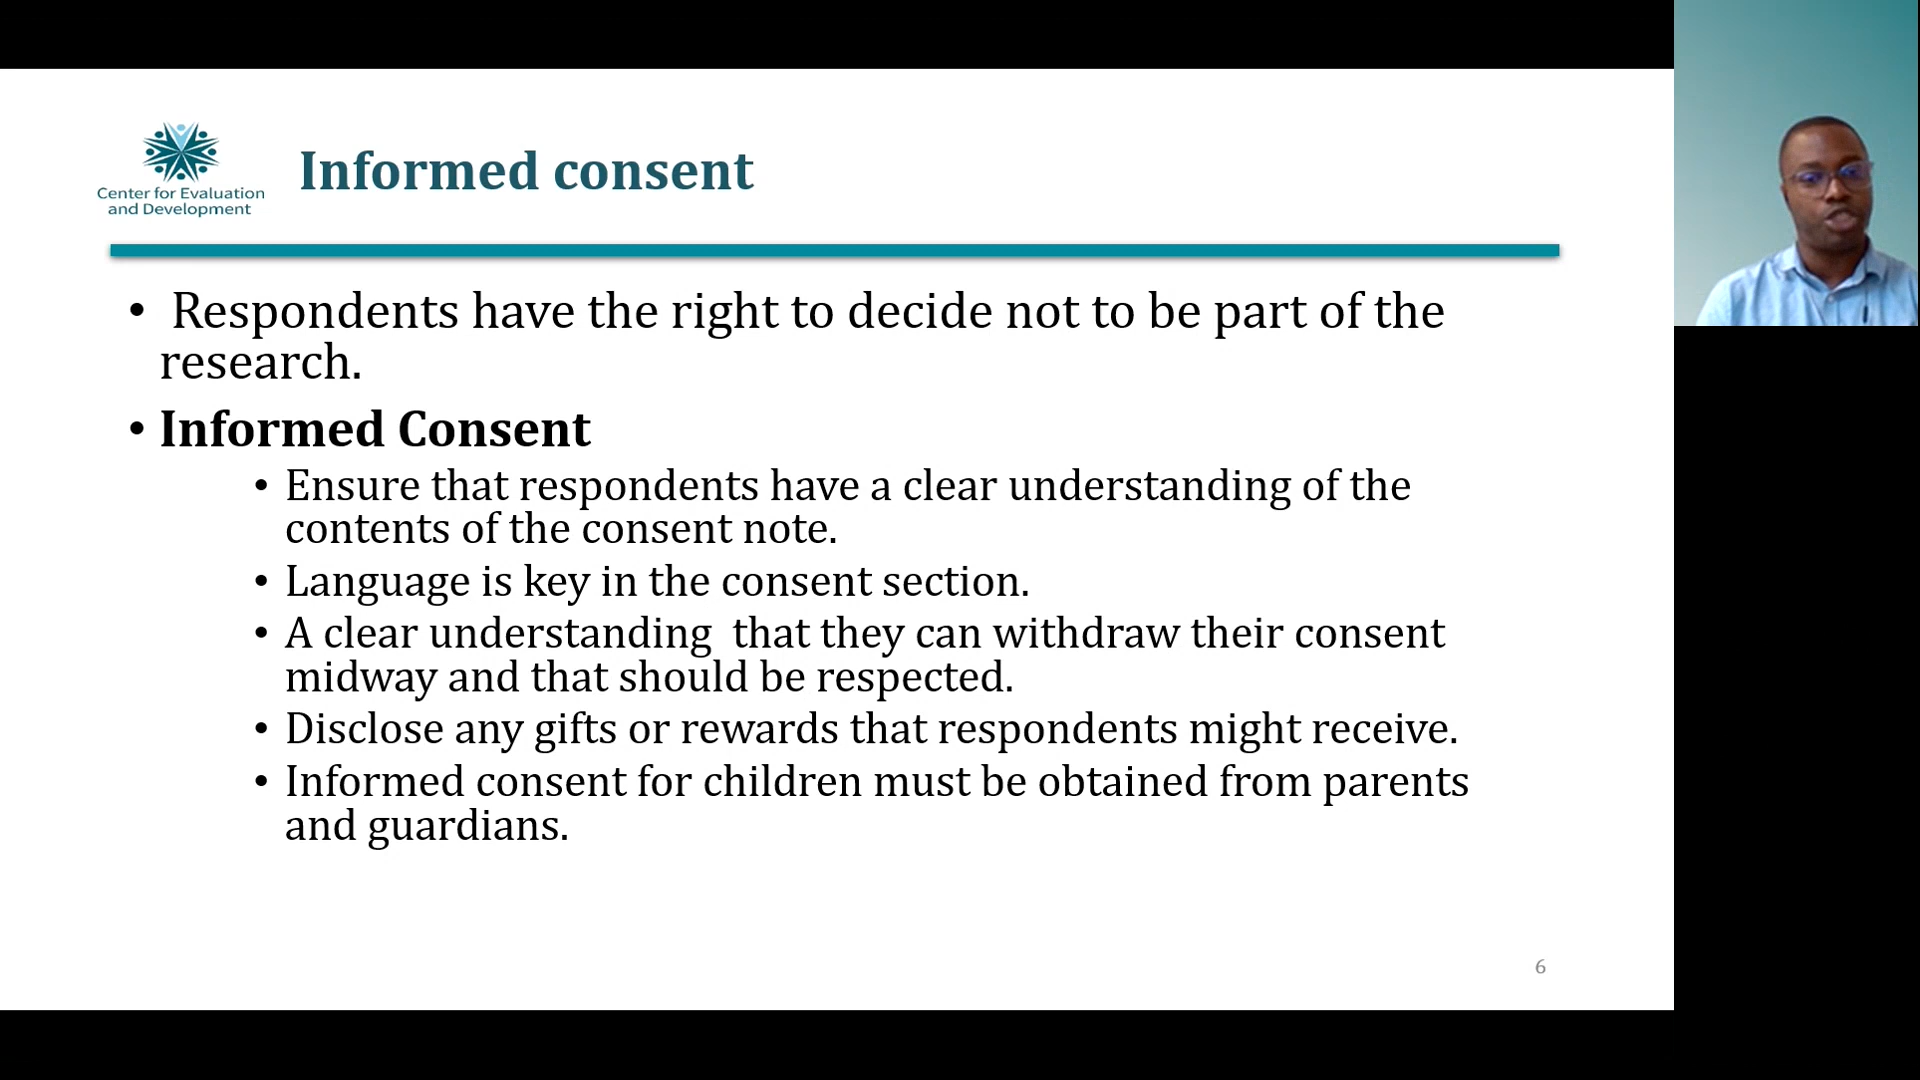 Center for Evaluation
and Development
Informed consent
• Respondents have the right to decide not to be part of the
research.
• Informed Consent
• Ensure that respondents have a clear understanding of the
contents of the consent note.
• Language is key in the consent section.
• A clear understanding  that they can withdraw their consent
midway and that should be respected.
• Disclose any gifts or rewards that respondents might receive.
• Informed consent for children must be obtained from parents
and guardians.
6